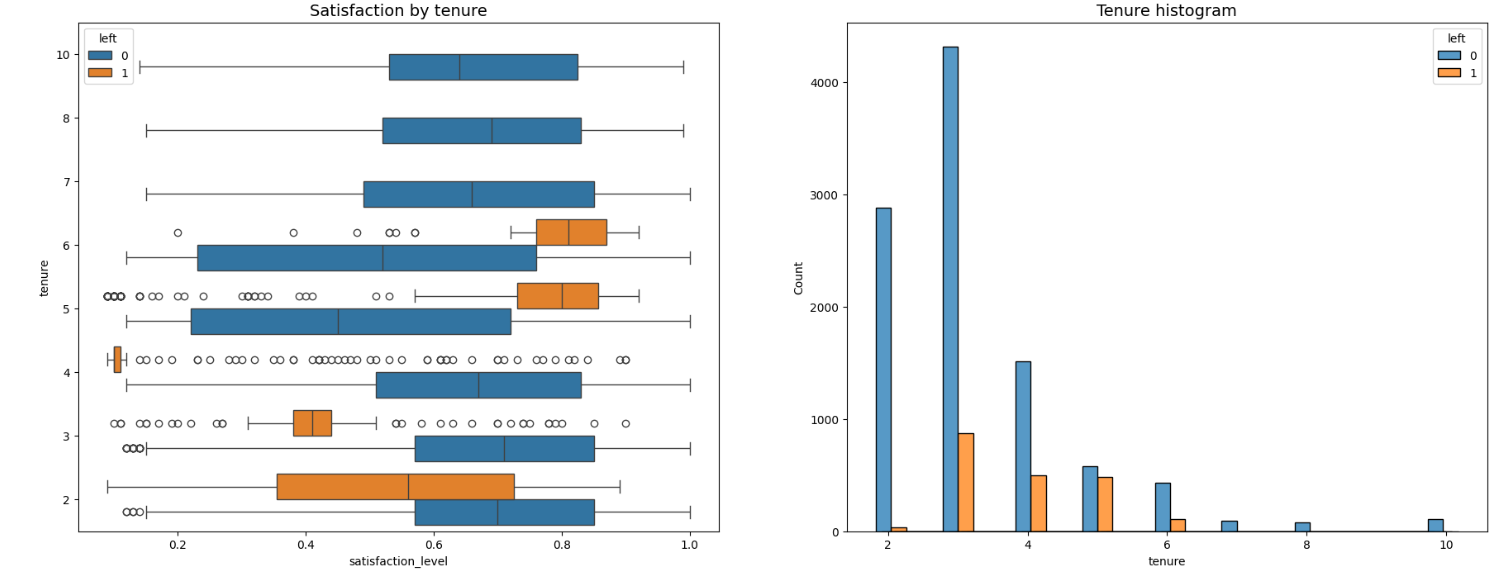 Satisfaction by tenure
left
0
1
10
8
7
6
5
4
3
2
tenure
0.2 0.4 0.6 0.8 1.0
satisfaction_level
Tenure histogram
left
0
1
4000
3000
2000
1000
0
Count
2 4 6 8 10
tenure